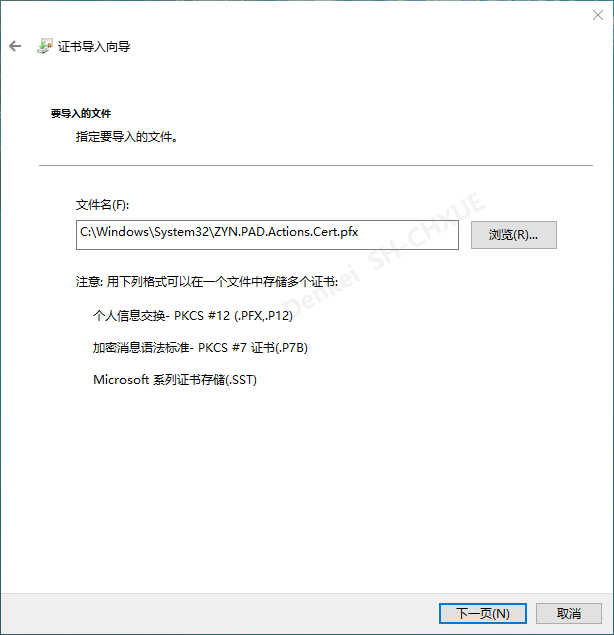 证书导入向导
要导入的文件
指定要导入的文件。
文件名(F):
C:\Windows\System32\ZYN.PAD.Actions.Cert.pfx
浏览(R)...
注意: 用下列格式可以在一个文件中存储多个证书:
个人信息交换- PKCS #12 (.PFX,.P12)
加密消息语法标准- PKCS #7 证书(.P7B)
Microsoft 系列证书存储(.SST)
Denkei SH-CHXUE
下一页(N)
取消